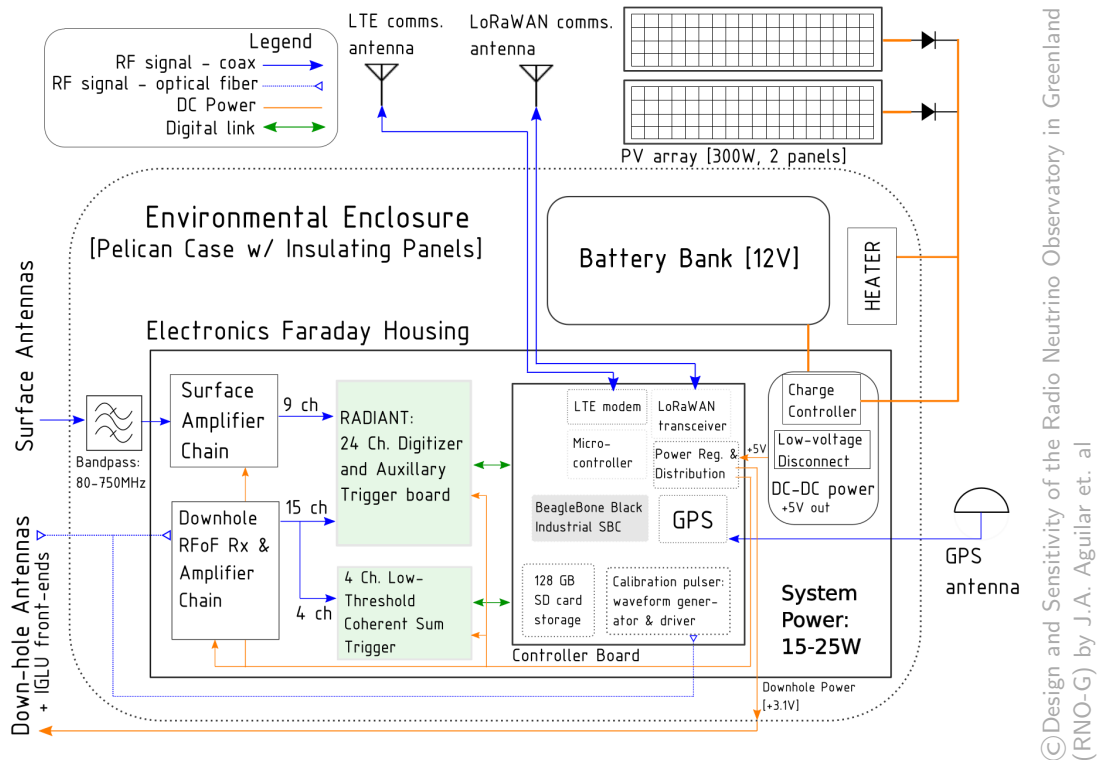 LTE comms.
antenna
LoRaWAN comms.
antenna
Legend
RF signal - coax
RF signal - optical fiber
DC Power
Digital link
PV array [300W, 2 panels]
Environmental Enclosure
[Pelican Case w/ Insulating Panels]
Battery Bank [12V]
HEATER
Electronics Faraday Housing
Surface Antennas
Bandpass:
80-750MHz
Surface
Amplifier
Chain
9 ch
RADIANT:
24 Ch. Digitizer
and Auxillary
Trigger board
LTE modem
LoRaWAN
transceiver
Micro-
controller
Power Reg. &
Distribution
+5V
Charge
Controller
Low-voltage
Disconnect
DC-DC power
+5V out
Down-hole Antennas
+ IGLU front-ends
Downhole
RFoF Rx &
Amplifier
Chain
15 ch
4 ch
4 Ch. Low-
Threshold
Coherent Sum
Trigger
BeagleBone Black
Industrial SBC
GPS
128 GB
SD card
storage
Calibration pulser:
waveform gener-
ator & driver
Controller Board
System
Power:
15-25W
GPS
antenna
Downhole Power
[+3.1V]
©Design and Sensitivity of the Radio Neutrino Observatory in Greenland
(RNO-G) by J.A. Aguilar et. al